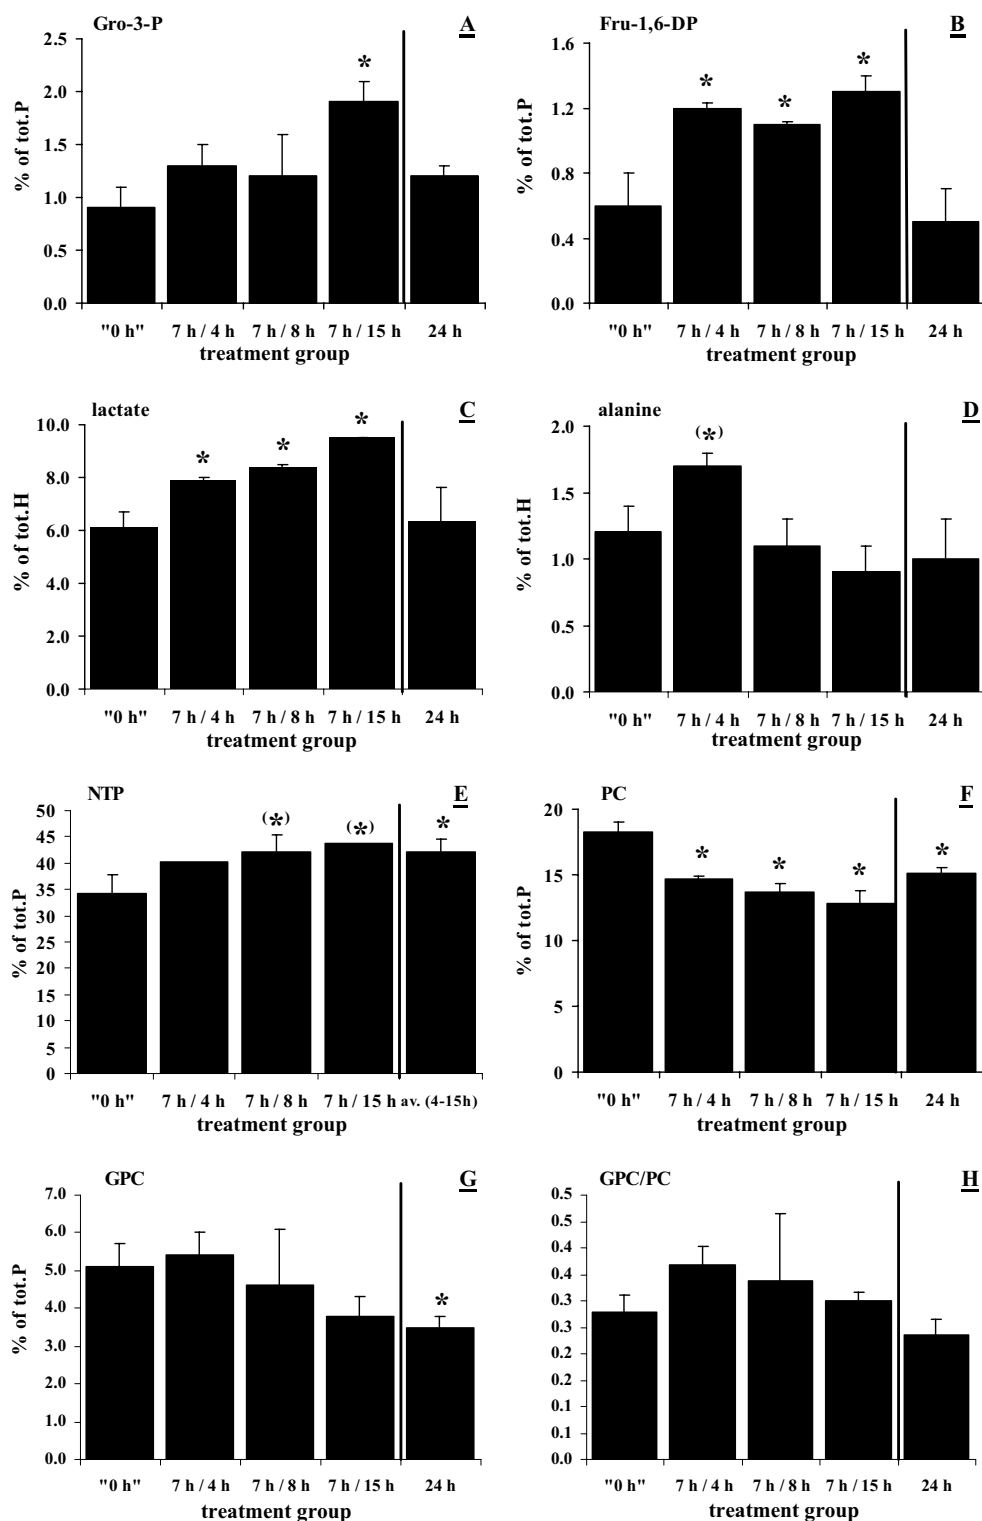 Gro-3-P A
% of tot.P
2.5
2.0
1.5
1.0
0.5
0.0
*
"0 h" 7 h / 4 h 7 h / 8 h 7 h / 15 h 24 h
treatment group
Fru-1,6-DP B
% of tot.P
1.6
1.2
0.8
0.4
0.0
* * *
"0 h" 7 h / 4 h 7 h / 8 h 7 h / 15 h 24 h
treatment group
lactate C
% of tot.H
10.0
8.0
6.0
4.0
2.0
0.0
* * *
"0 h" 7 h / 4 h 7 h / 8 h 7 h / 15 h 24 h
treatment group
alanine D
% of tot.H
2.0
1.5
1.0
0.5
0.0
(*)
"0 h" 7 h / 4 h 7 h / 8 h 7 h / 15 h 24 h
treatment group
NTP E
% of tot.P
50
45
40
35
30
25
20
15
10
5
0
(*) (*) *
"0 h" 7 h / 4 h 7 h / 8 h 7 h / 15 h av. (4-15h)
treatment group
PC F
% of tot.P
20
15
10
5
0
* * * *
"0 h" 7 h / 4 h 7 h / 8 h 7 h / 15 h 24 h
treatment group
GPC G
% of tot.P
7.0
6.0
5.0
4.0
3.0
2.0
1.0
0.0
*
"0 h" 7 h / 4 h 7 h / 8 h 7 h / 15 h 24 h
treatment group
GPC/PC H
0.5
0.5
0.4
0.4
0.3
0.3
0.2
0.2
0.1
0.1
0.0
"0 h" 7 h / 4 h 7 h / 8 h 7 h / 15 h 24 h
treatment group